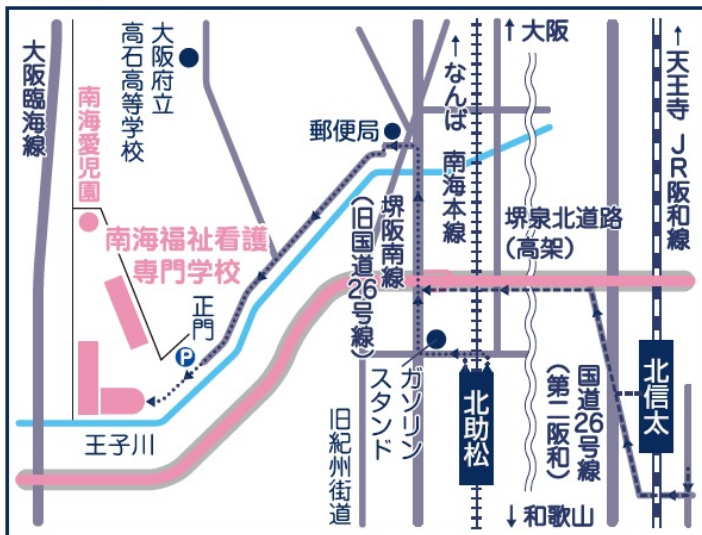 大阪臨海線
南海愛児園
大阪府立
高石高等学校
南海福祉看護
専門学校
正門
P
王子川
郵便局
堺阪南線
(旧国道26号線)
ガソリン
スタンド
旧紀州街道
↑なんば
南海本線
北助松
↑大阪
堺泉北道路
(高架)
国道26号線
(第二阪和)
↓和歌山
↑天王寺
JR阪和線
北信太